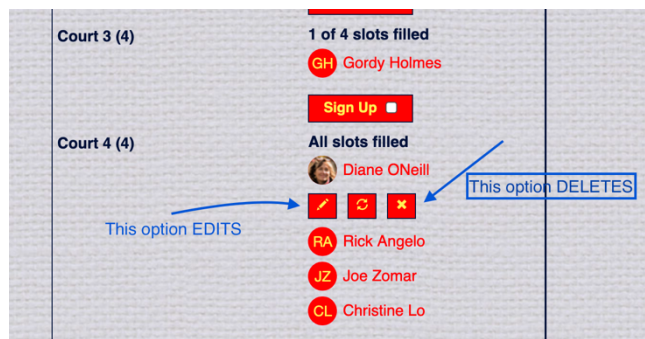 Court 3 (4)
1 of 4 slots filled
GH Gordy Holmes
Sign Up
Court 4 (4)
All slots filled
Diane ONeill
This option DELETES
This option EDITS
RA Rick Angelo
JZ Joe Zomar
CL Christine Lo